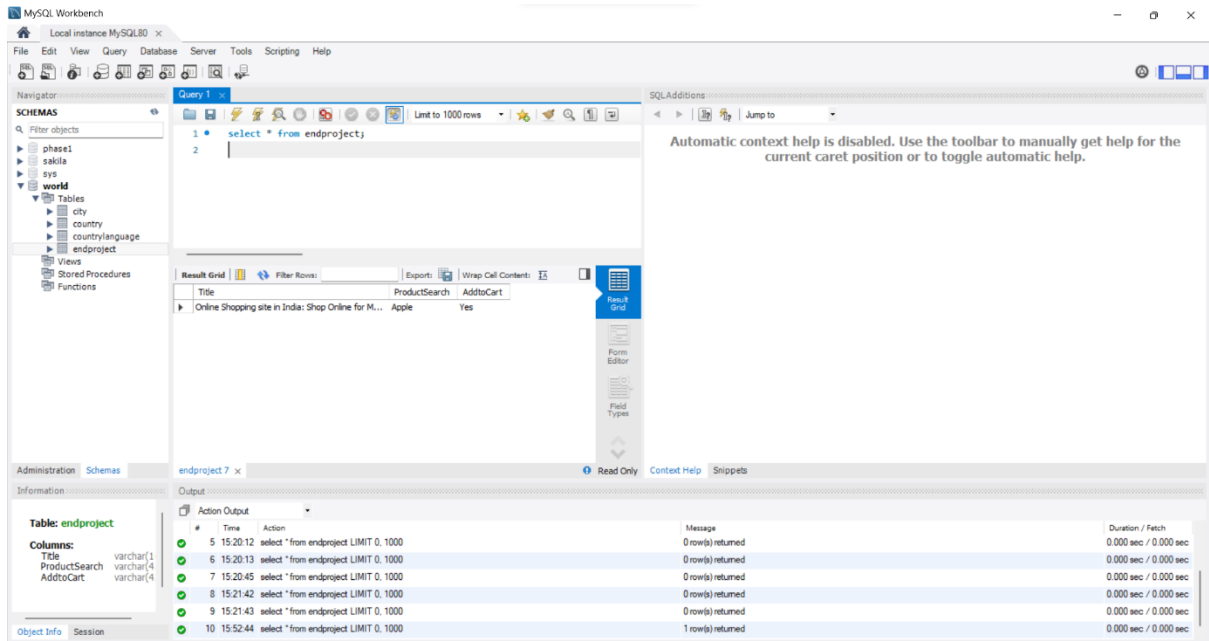 MySQL Workbench
Local instance MySQL80
File Edit View Query Database Server Tools Scripting Help
Navigator
SCHEMAS
Filter objects
phase1
sakila
sys
world
Tables
city
country
countrylanguage
endproject
Views
Stored Procedures
Functions
Administration Schemas
Query 1
Limit to 1000 rows
1 select * from endproject;
2
Result Grid Filter Rows: Export: Wrap Cell Content:
Title ProductSearch AddtoCart
Online Shopping site in India: Shop Online for M... Apple Yes
Result Grid
Form Editor
Field Types
endproject 7
Read Only
SQLAdditions
Jump to
Automatic context help is disabled. Use the toolbar to manually get help for the
current caret position or to toggle automatic help.
Context Help Snippets
Information
Table: endproject
Columns:
Title varchar(1
ProductSearch varchar(4
AddtoCart varchar(4
Object Info Session
Output
Action Output
# Time Action Message Duration / Fetch
5 15:20:12 select * from endproject LIMIT 0, 1000 0 row(s) returned 0.000 sec / 0.000 sec
6 15:20:13 select * from endproject LIMIT 0, 1000 0 row(s) returned 0.000 sec / 0.000 sec
7 15:20:45 select * from endproject LIMIT 0, 1000 0 row(s) returned 0.000 sec / 0.000 sec
8 15:21:42 select * from endproject LIMIT 0, 1000 0 row(s) returned 0.000 sec / 0.000 sec
9 15:21:43 select * from endproject LIMIT 0, 1000 0 row(s) returned 0.000 sec / 0.000 sec
10 15:52:44 select * from endproject LIMIT 0, 1000 1 row(s) returned 0.000 sec / 0.000 sec